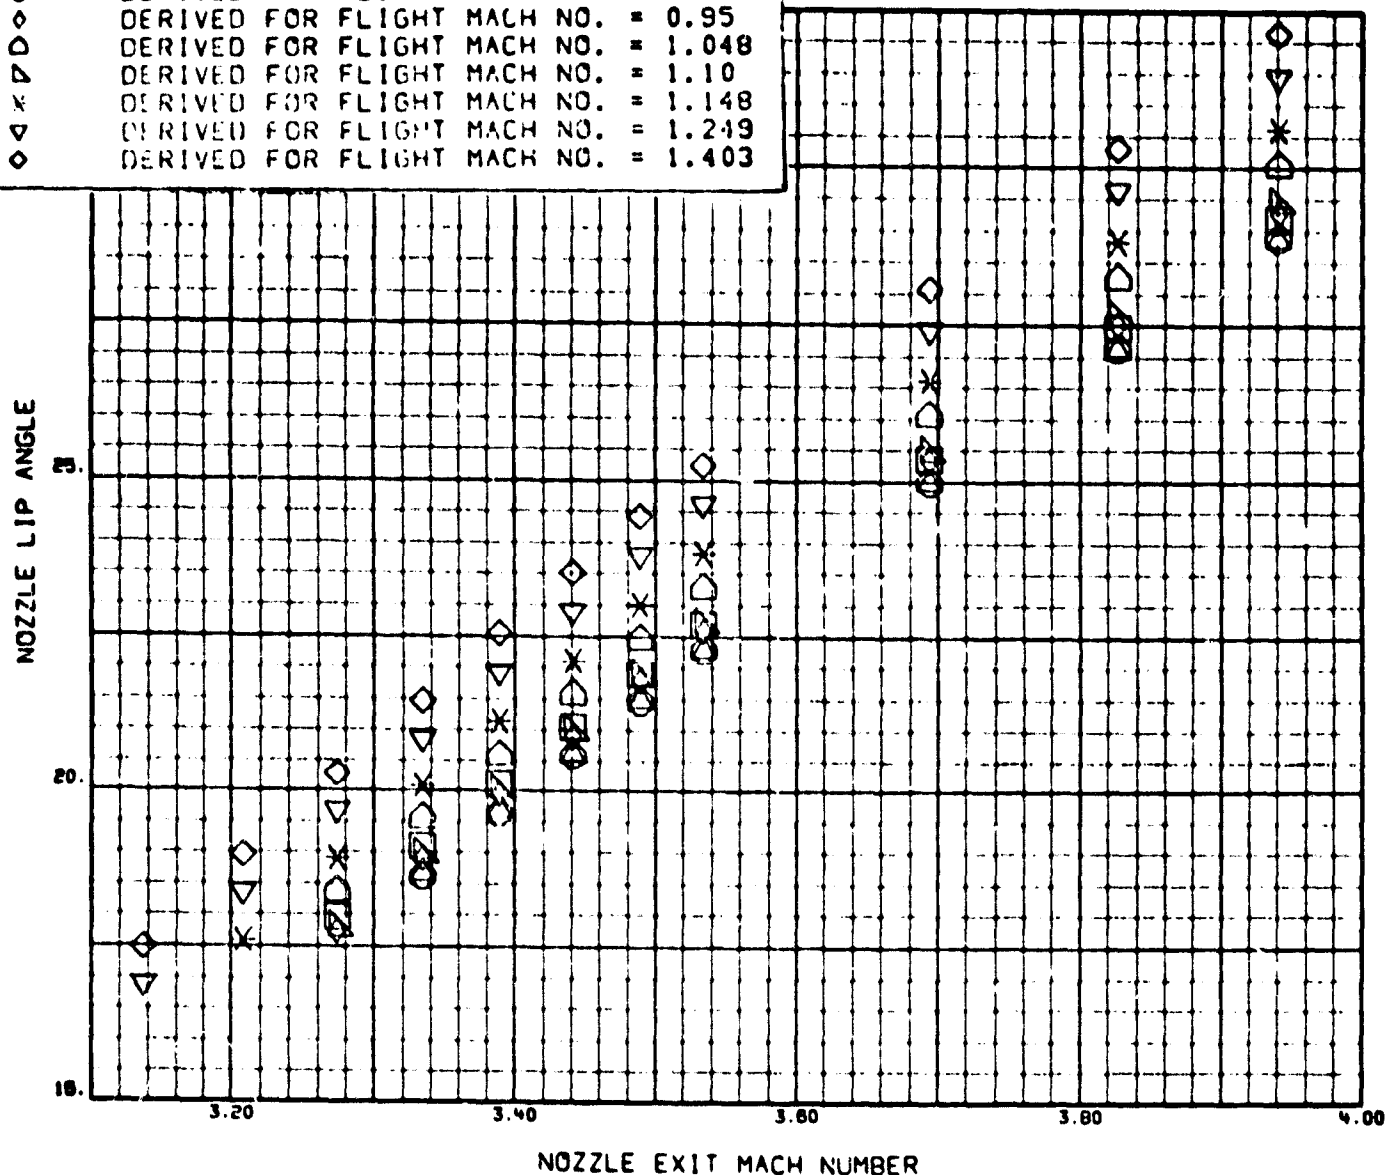 DERIVED FOR FLIGHT MACH NO. = 0.95
DERIVED FOR FLIGHT MACH NO. = 1.048
DERIVED FOR FLIGHT MACH NO. = 1.10
DERIVED FOR FLIGHT MACH NO. = 1.148
DERIVED FOR FLIGHT MACH NO. = 1.249
DERIVED FOR FLIGHT MACH NO. = 1.403
NOZZLE LIP ANGLE
25.
20.
15.
3.20 3.40 3.60 3.80 4.00
NOZZLE EXIT MACH NUMBER